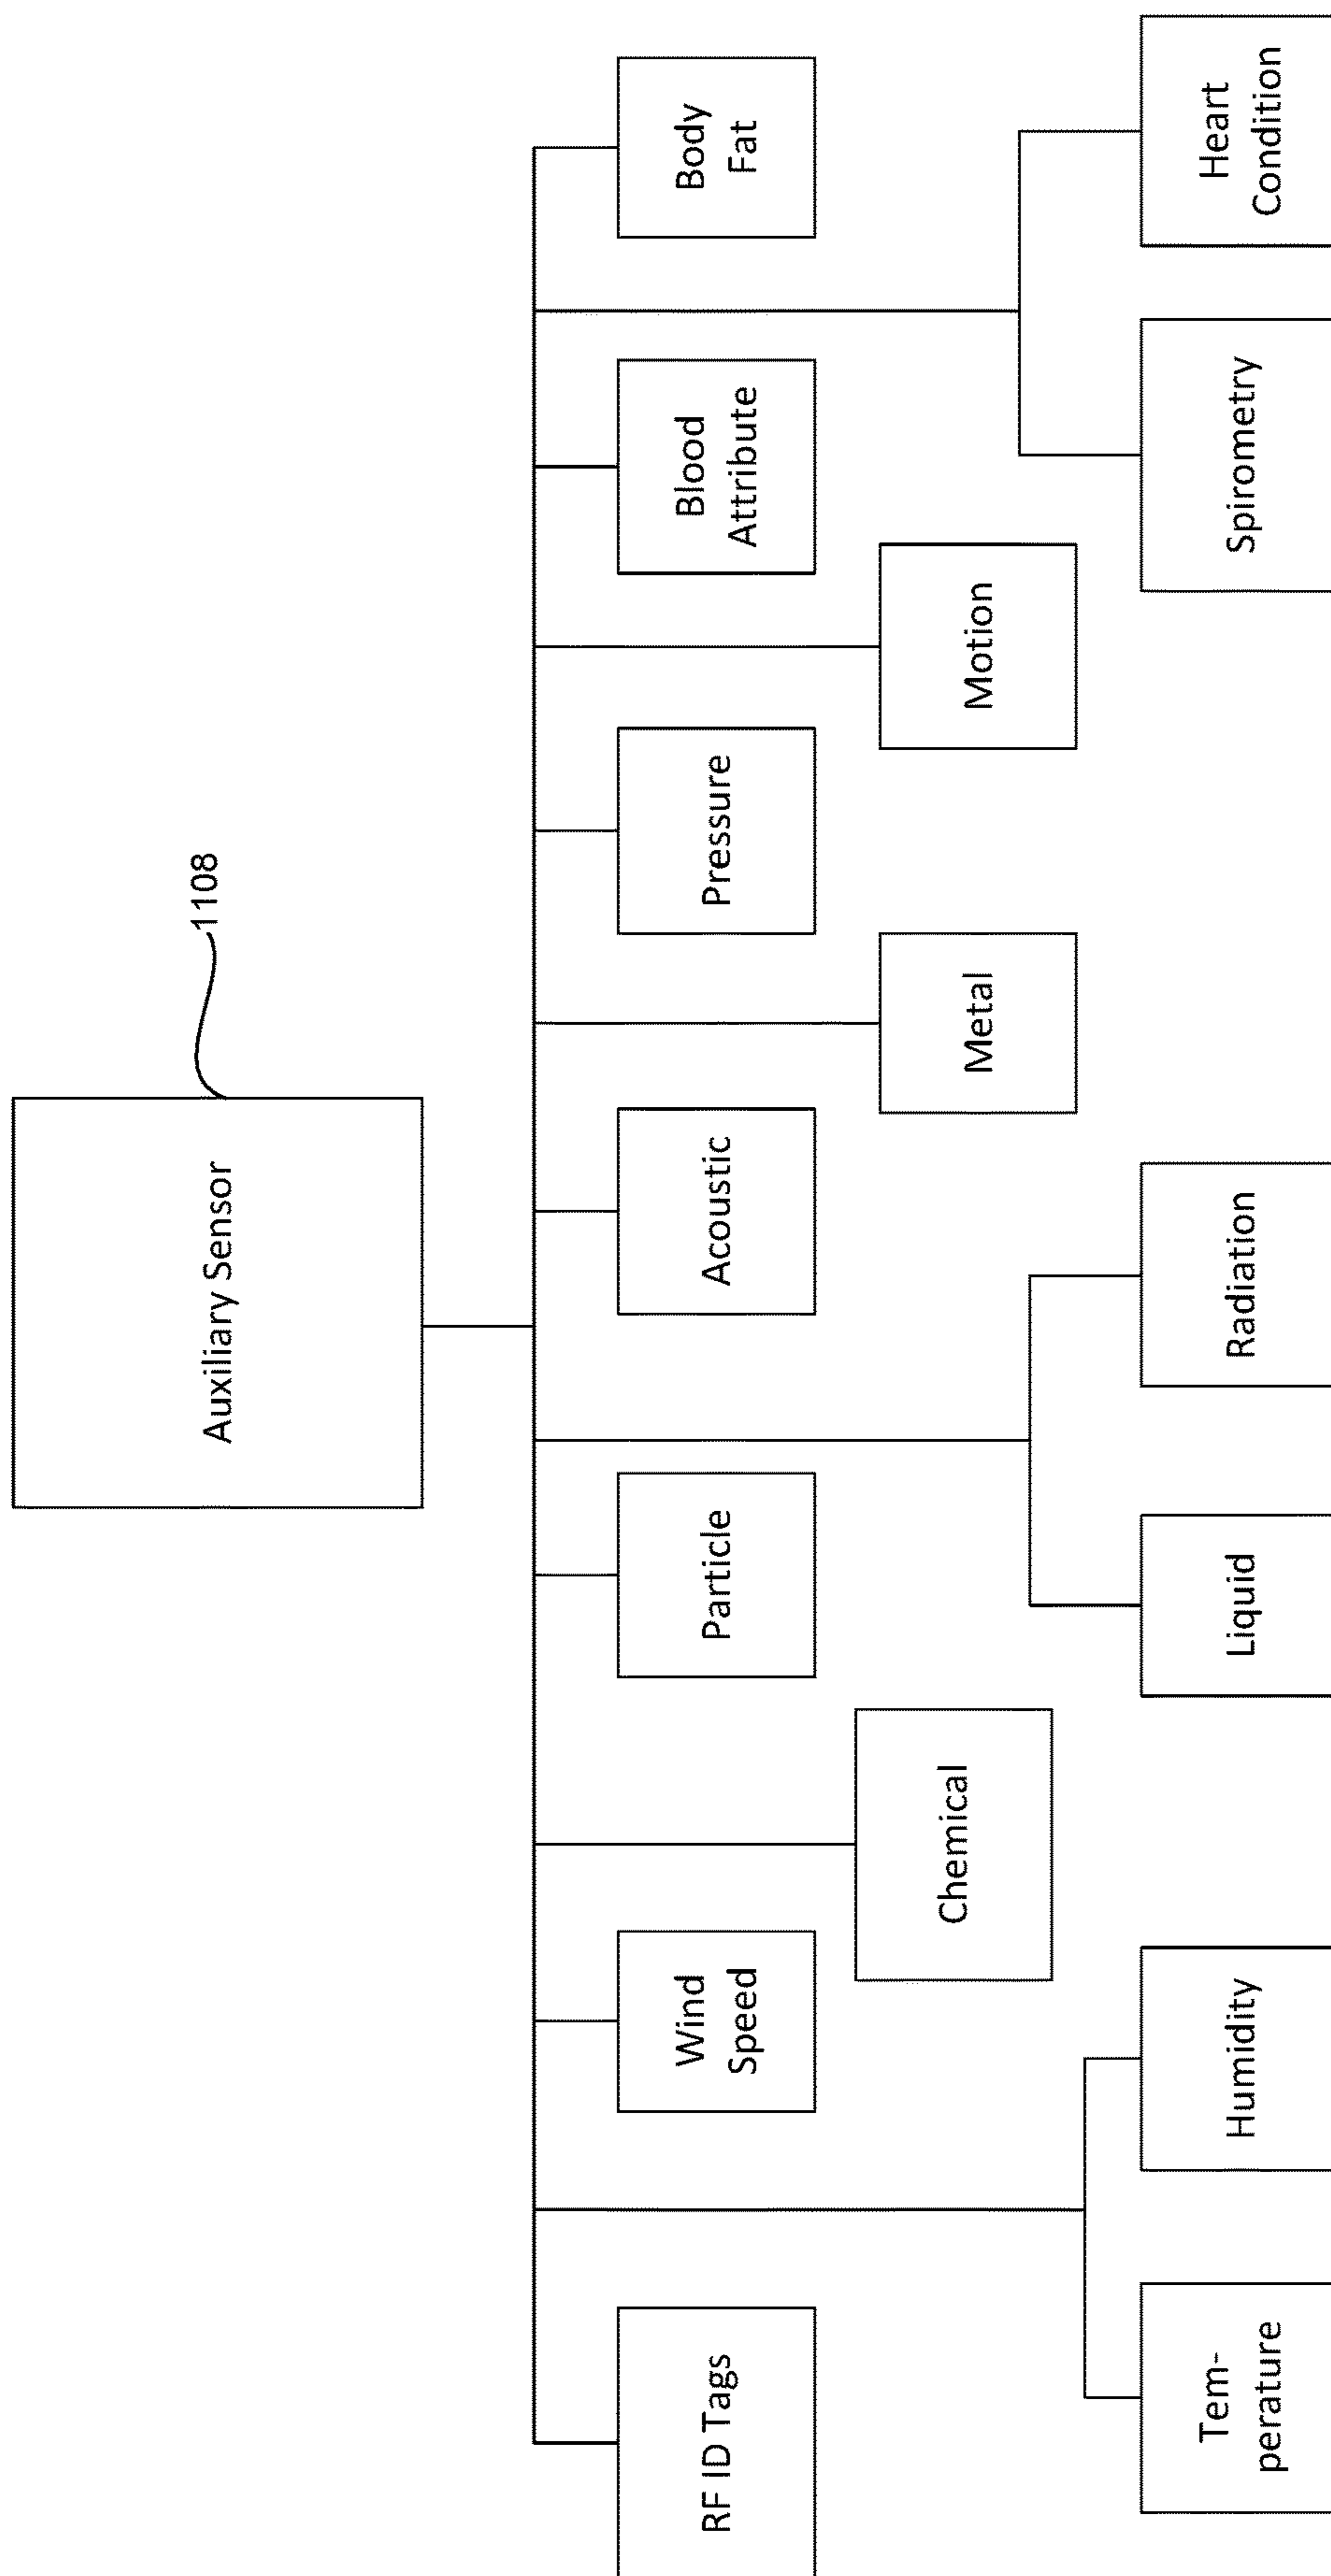 Auxiliary Sensor
1108
RF ID Tags
Wind
Speed
Particle
Acoustic
Pressure
Blood
Attribute
Body
Fat
Chemical
Metal
Motion
Tem-
perature
Humidity
Liquid
Radiation
Spirometry
Heart
Condition